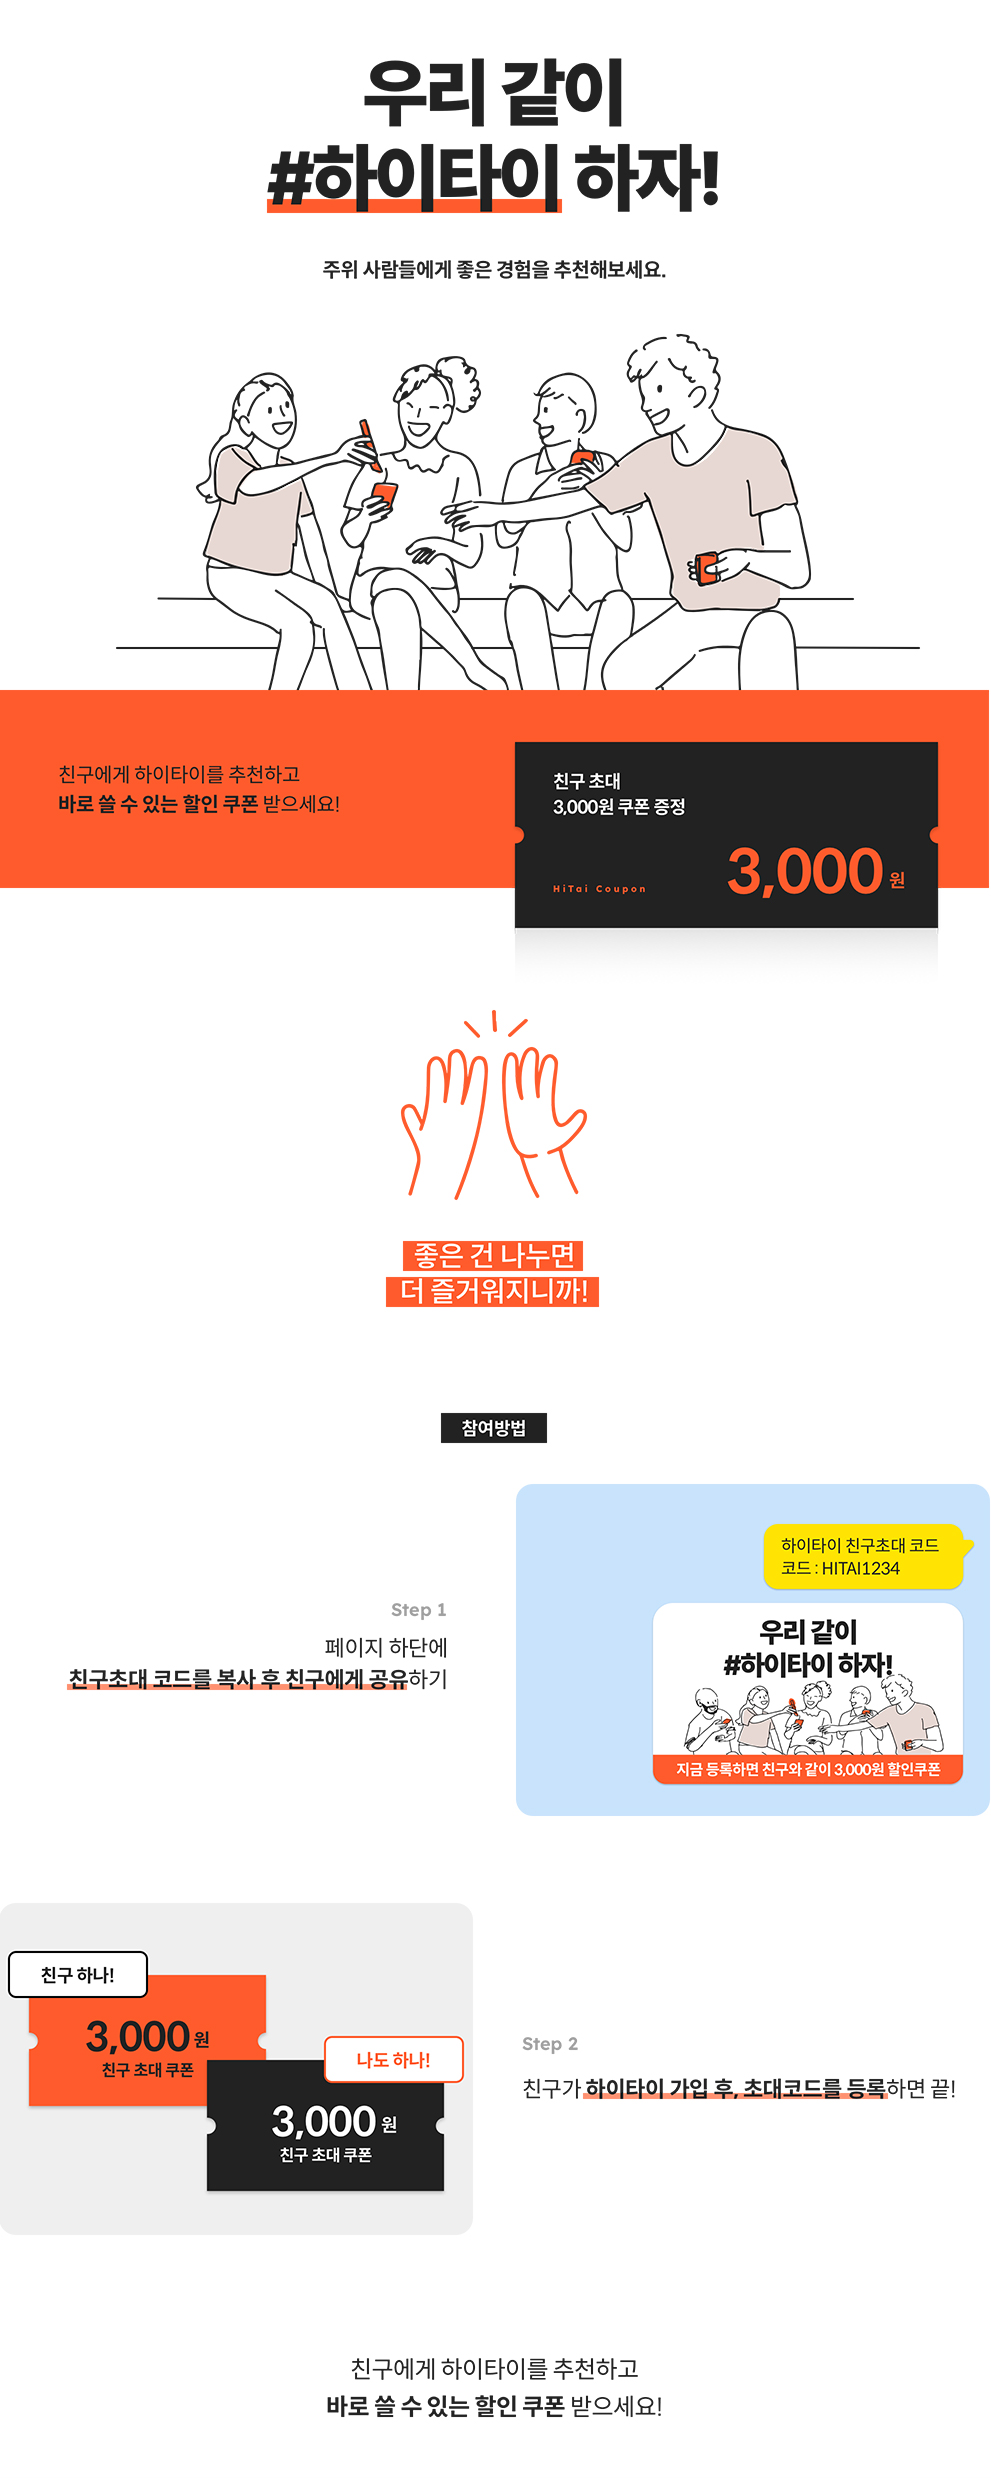 우리 같이
#하이타이 하자!
주위 사람들에게 좋은 경험을 추천해보세요.
친구에게 하이타이를 추천하고
바로 쓸 수 있는 할인 쿠폰 받으세요!
친구 초대
3,000원 쿠폰 증정
HiTai Coupon
3,000 원
좋은 건 나누면
더 즐거워지니까!
참여방법
Step 1
페이지 하단에
친구초대 코드를 복사 후 친구에게 공유하기
하이타이 친구초대 코드
코드 : HITAI1234
우리 같이
#하이타이 하자!
지금 등록하면 친구와 같이 3,000원 할인쿠폰
친구 하나!
3,000 원
친구 초대 쿠폰
나도 하나!
3,000 원
친구 초대 쿠폰
Step 2
친구가 하이타이 가입 후, 초대코드를 등록하면 끝!
친구에게 하이타이를 추천하고
바로 쓸 수 있는 할인 쿠폰 받으세요!